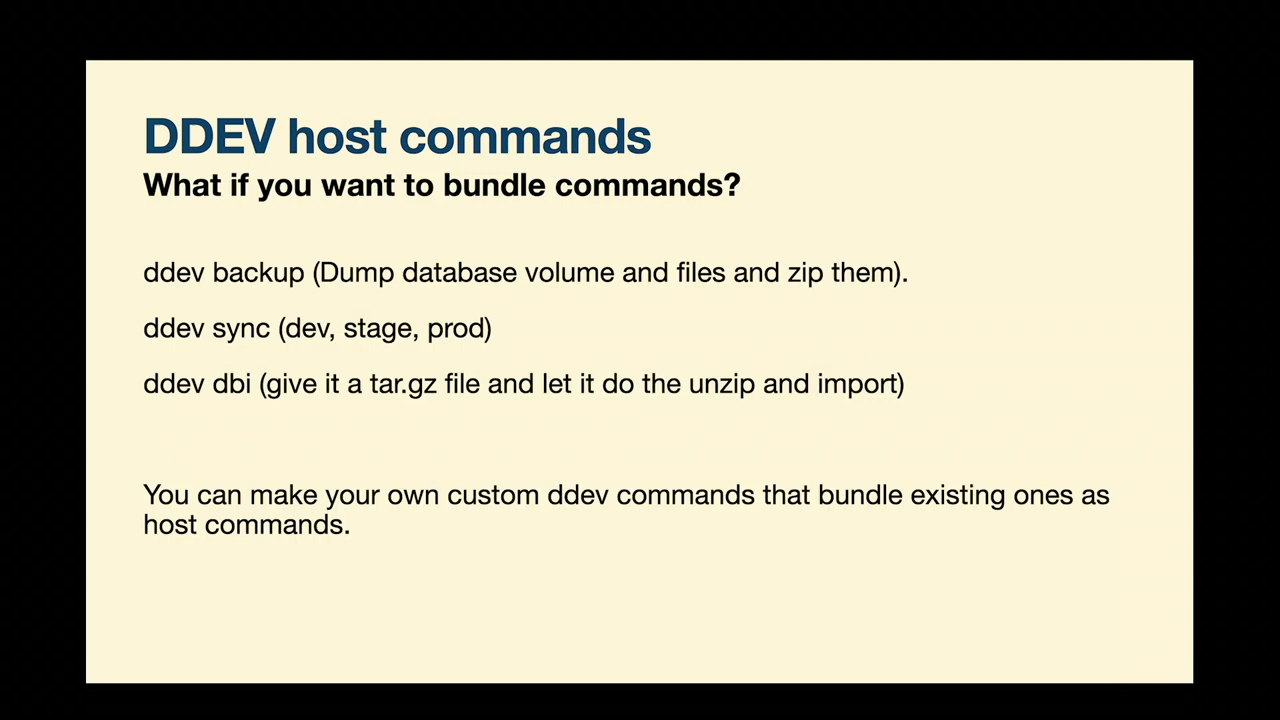 DDEV host commands
What if you want to bundle commands?
ddev backup (Dump database volume and files and zip them).
ddev sync (dev, stage, prod)
ddev dbi (give it a tar.gz file and let it do the unzip and import)
You can make your own custom ddev commands that bundle existing ones as
host commands.